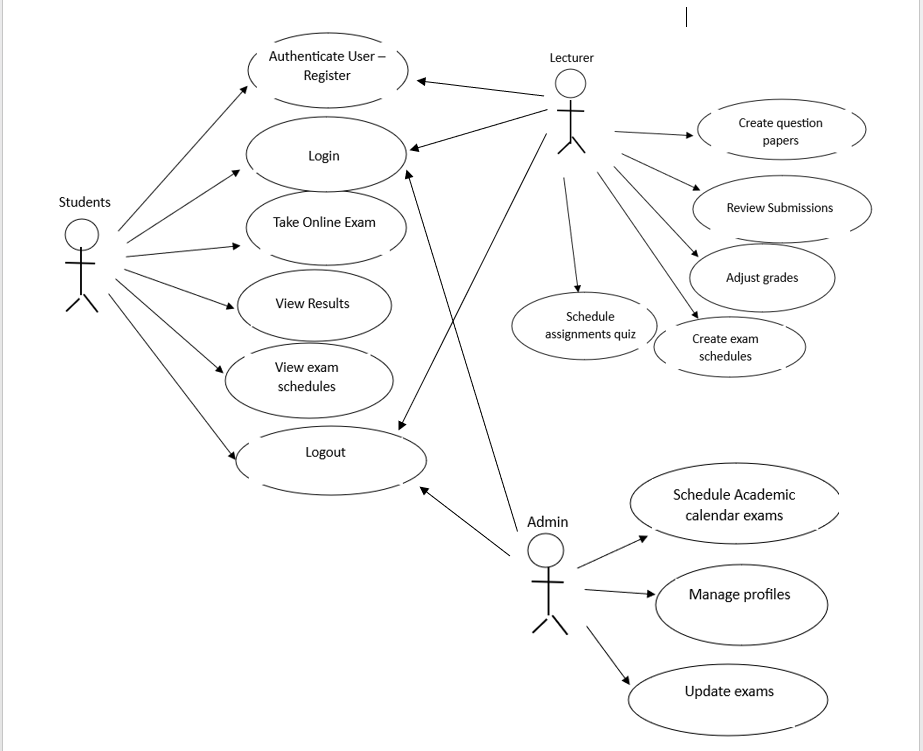 Authenticate User –
Register
Lecturer
Create question
papers
Login
Students
Take Online Exam
Review Submissions
View Results
Adjust grades
Schedule
assignments quiz
Create exam
schedules
View exam
schedules
Logout
Admin
Schedule Academic
calendar exams
Manage profiles
Update exams